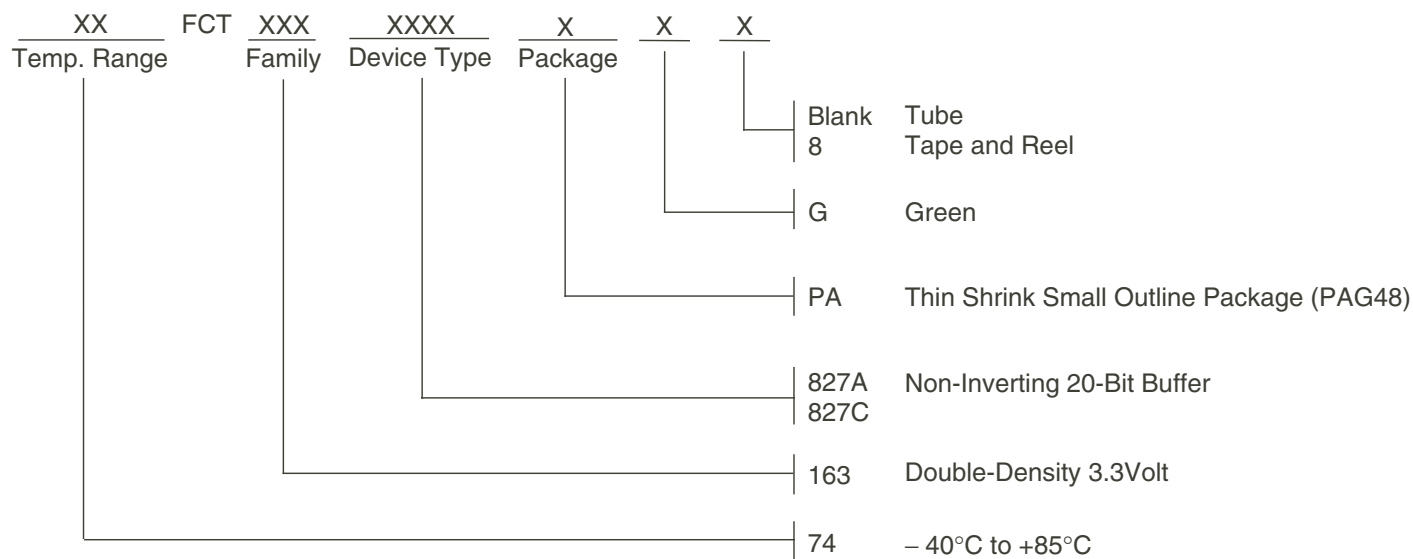 XX FCT XXX XXXX X X X
Temp. Range Family Device Type Package
Blank Tube
8 Tape and Reel
G Green
PA Thin Shrink Small Outline Package (PAG48)
827A Non-Inverting 20-Bit Buffer
827C
163 Double-Density 3.3Volt
74 – 40°C to +85°C